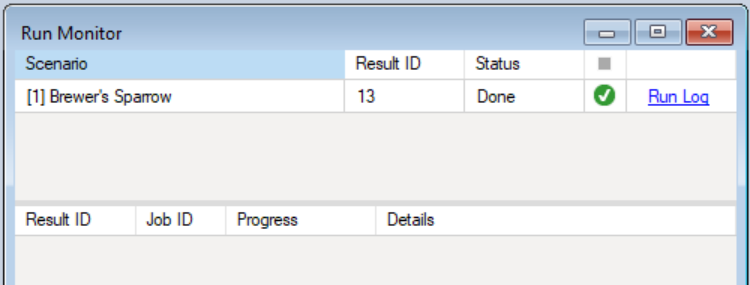 Run Monitor
Scenario Result ID Status
[1] Brewer's Sparrow 13 Done Run Log
Result ID Job ID Progress Details